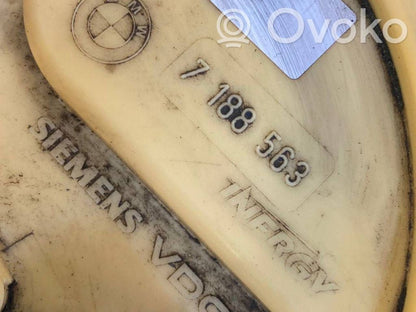 Ovoko
BMW
7 188 563
SIEMENS VDO
INERGY